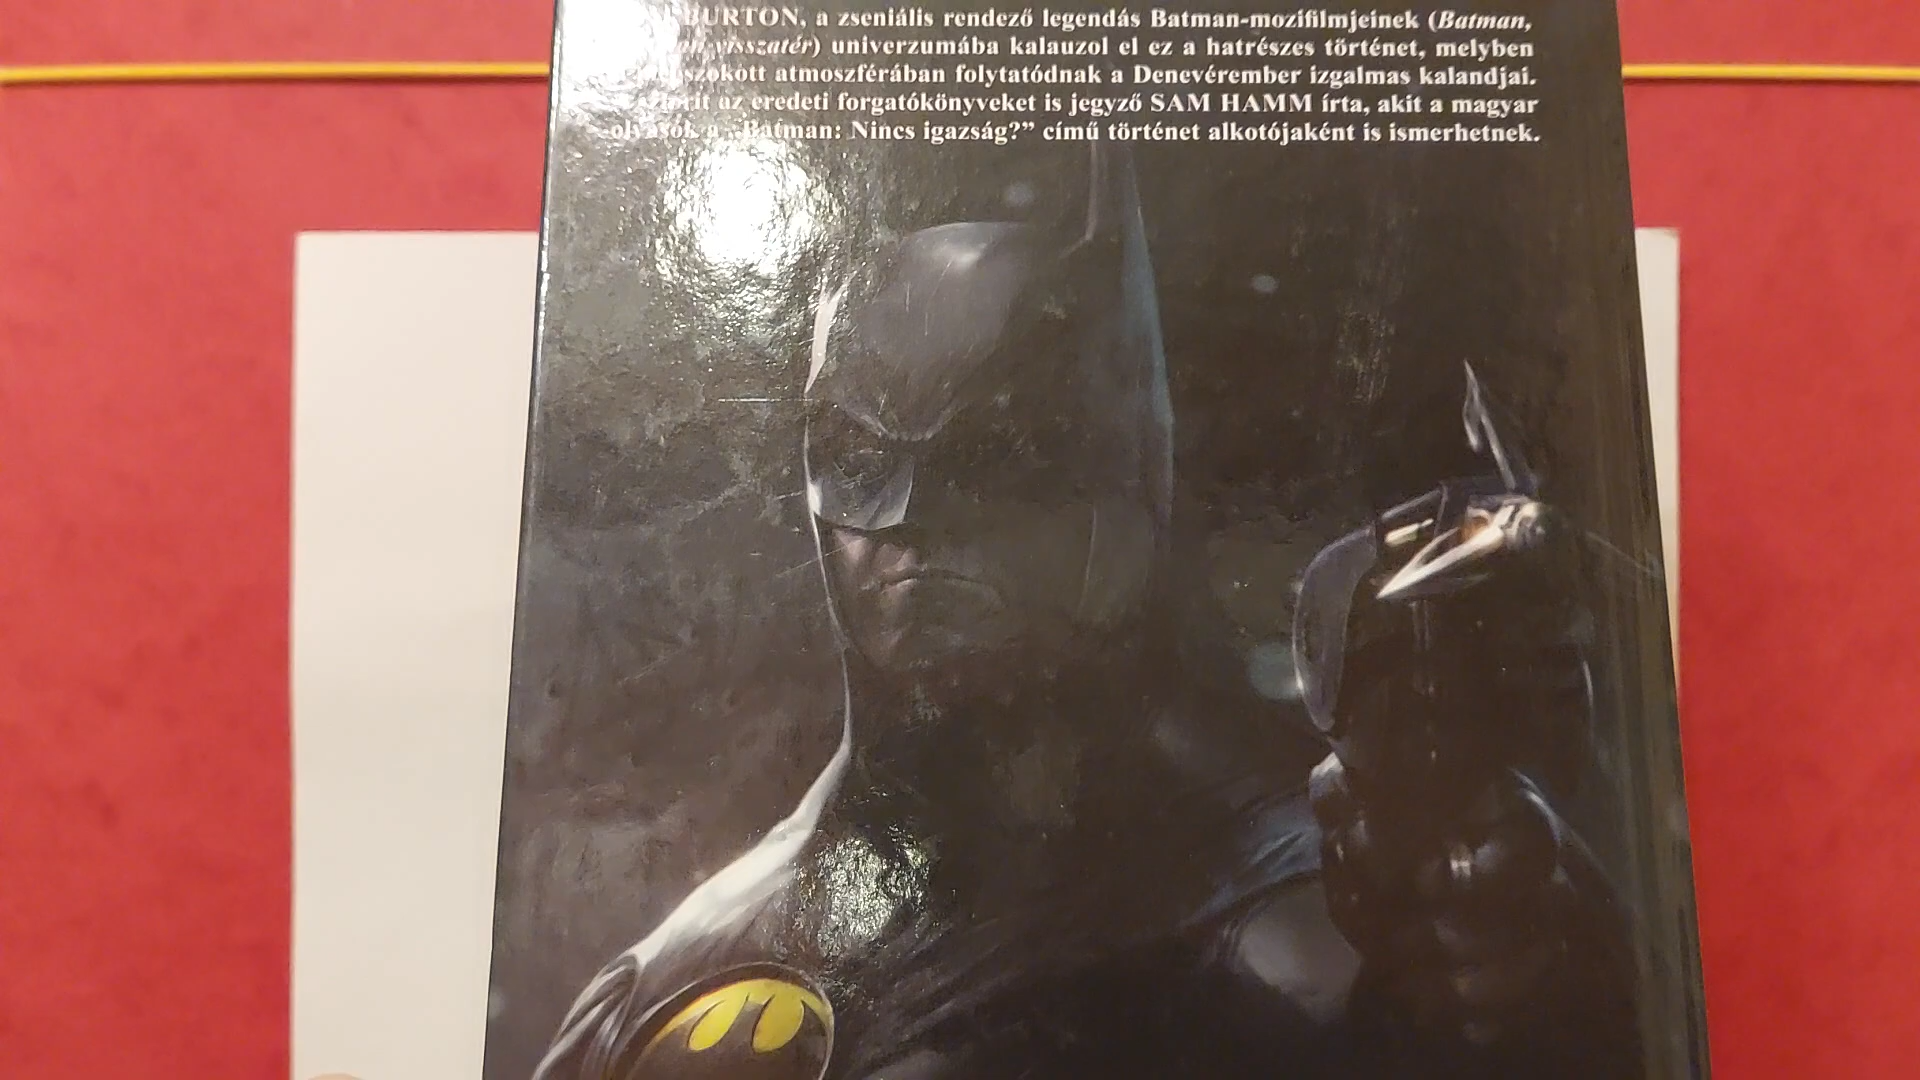 BURTON, a zseniális rendező legendás Batman-mozifilmjeinek (Batman,
visszatér) univerzumába kalauzol el ez a hatrészes történet, melyben
atmoszférában folytatódnak a Denevérember izgalmas kalandjai.
az eredeti forgatókönyveket is jegyző SAM HAMM írta, akit a magyar
olvasók a „Batman: Nincs igazság?” című történet alkotójaként is ismerhetnek.